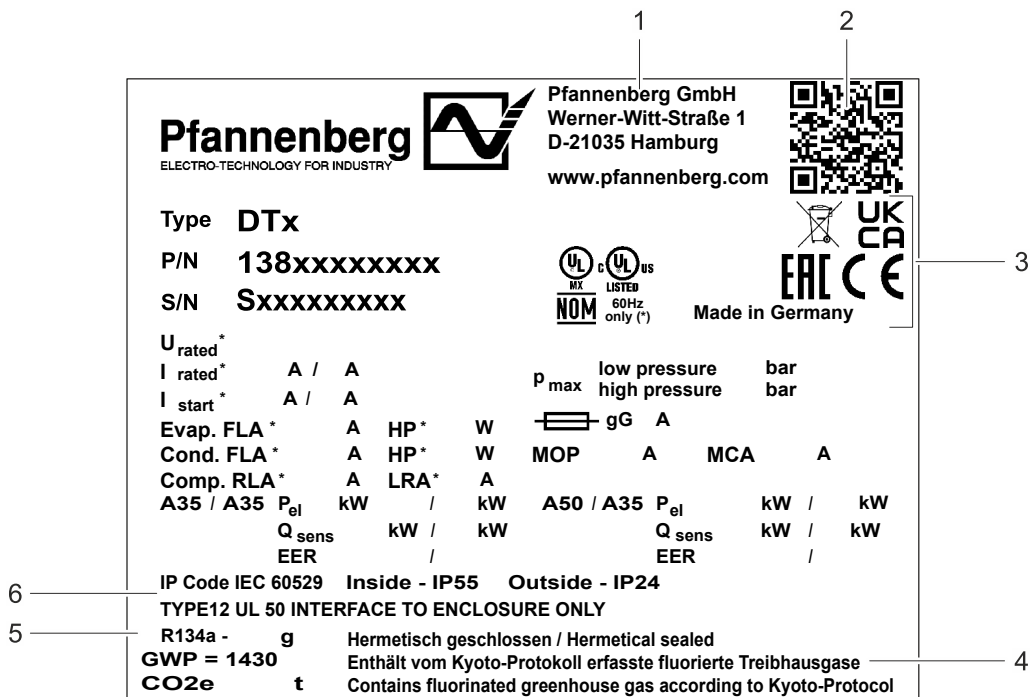 1
2
Pfannenberg
ELECTRO-TECHNOLOGY FOR INDUSTRY
Pfannenberg GmbH
Werner-Witt-Straße 1
D-21035 Hamburg
www.pfannenberg.com
Type DTx
P/N 138xxxxxxxx
S/N Sxxxxxxxxx
UL MX
c UL us LISTED
NOM
60Hz only (*)
UK CA
EAC CE
Made in Germany
3
U rated*
I rated* A / A
I start* A / A
p max low pressure bar
high pressure bar
gG A
Evap. FLA* A HP* W
Cond. FLA* A HP* W MOP A MCA A
Comp. RLA* A LRA* A
A35 / A35 Pel kW / kW A50 / A35 Pel kW / kW
Q sens kW / kW Q sens kW / kW
EER / EER /
IP Code IEC 60529 Inside - IP55 Outside - IP24
6
TYPE12 UL 50 INTERFACE TO ENCLOSURE ONLY
5
R134a - g Hermetisch geschlossen / Hermetical sealed
GWP = 1430 Enthält vom Kyoto-Protokoll erfasste fluorierte Treibhausgase
4
CO2e t Contains fluorinated greenhouse gas according to Kyoto-Protocol